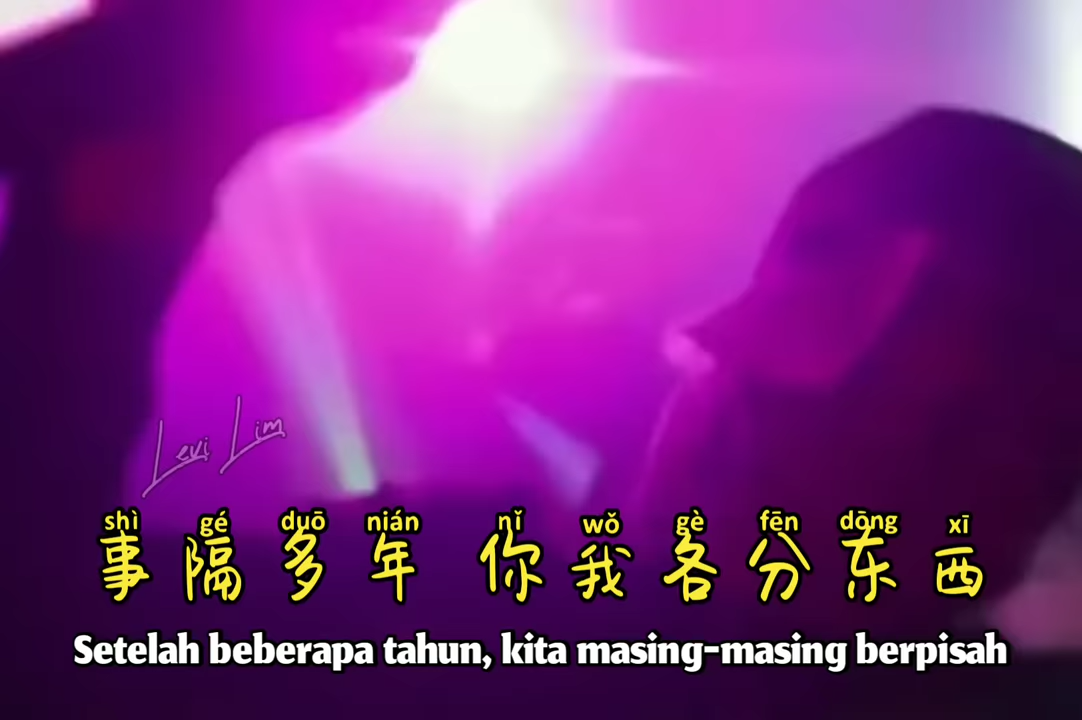 Levi Lim
shì gé duō nián nǐ wǒ gè fēn dōng xī
事隔多年 你我各分东西
Setelah beberapa tahun, kita masing-masing berpisah